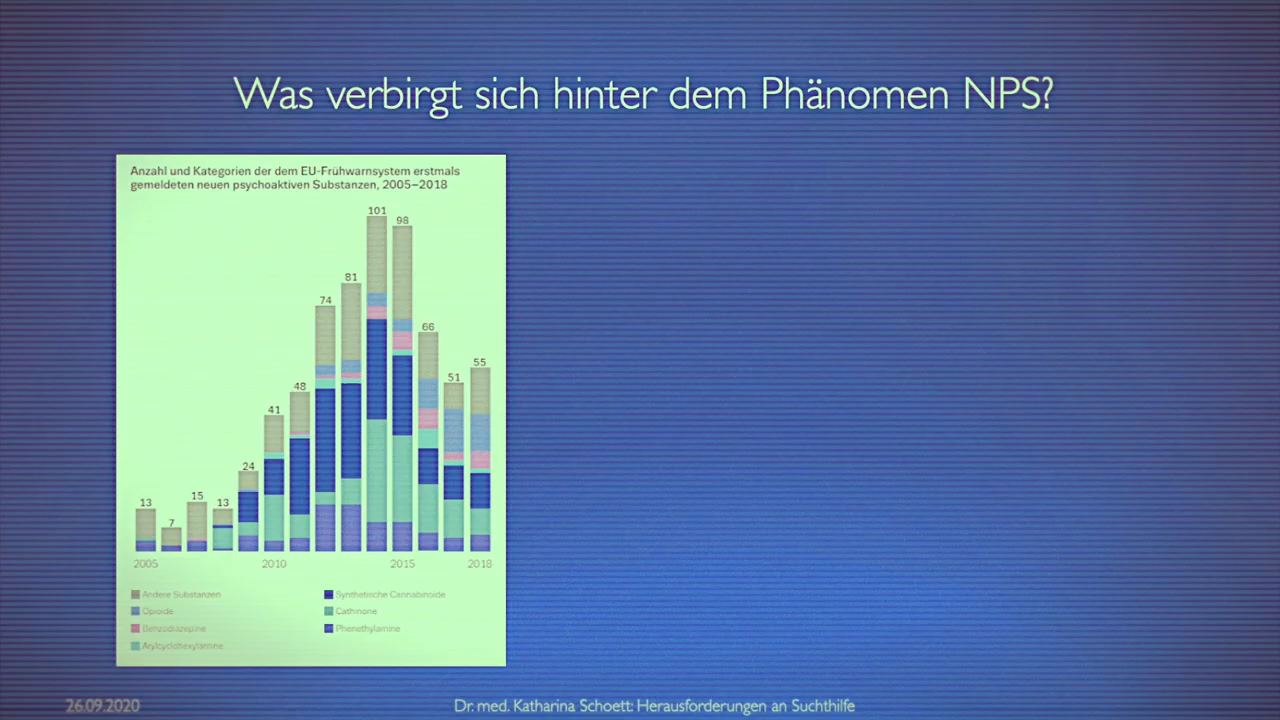 Was verbirgt sich hinter dem Phänomen NPS?
Anzahl und Kategorien der dem EU-Frühwarnsystem erstmals
gemeldeten neuen psychoaktiven Substanzen, 2005–2018
101
98
81
74
66
55
51
48
41
24
15
13
13
7
2005
2010
2015
2018
Andere Substanzen
Synthetische Cannabinoide
Opioide
Cathinone
Benzodiazepine
Phenethylamine
Arylcyclohexylamine
26.09.2020
Dr. med. Katharina Schoett: Herausforderungen an Suchthilfe